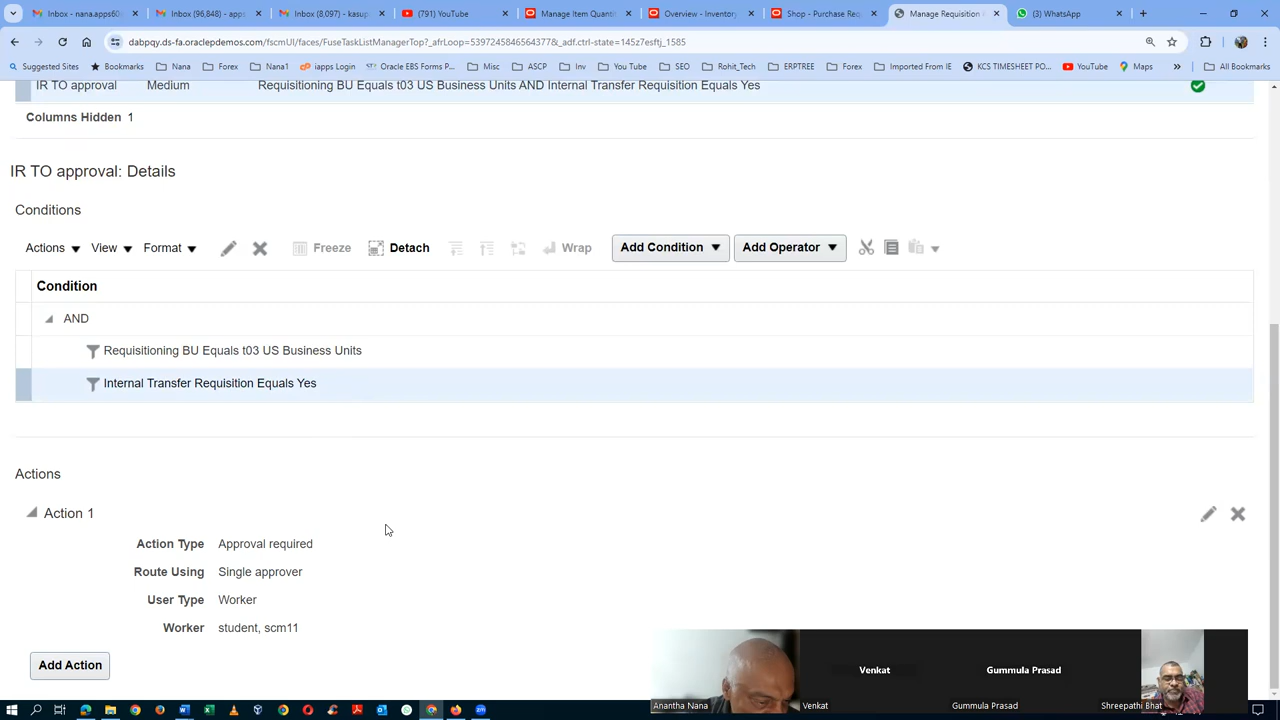 Inbox - nana.apps60
Inbox (96,848) - apps
Inbox (8,097) - kasup
(791) YouTube
Manage Item Quanti
Overview - Inventory
Shop - Purchase Req
Manage Requisition
(3) WhatsApp
dabpqy.ds-fa.oraclepdemos.com/fscmUI/faces/FuseTaskListManagerTop?_afrLoop=53972458465643​77&_adf.ctrl-state=145z7esftj_1585
Suggested Sites Bookmarks Nana Forex Nana1 iapps Login Oracle EBS Forms P... Misc ASCP Inv You Tube SEO Rohit_Tech ERPTREE Forex Imported From IE KCS TIMESHEET PO... YouTube Maps All Bookmarks
IR TO approval Medium Requisitioning BU Equals t03 US Business Units AND Internal Transfer Requisition Equals Yes
Columns Hidden 1
IR TO approval: Details
Conditions
Actions View Format Freeze Detach Wrap Add Condition Add Operator
Condition
AND
Requisitioning BU Equals t03 US Business Units
Internal Transfer Requisition Equals Yes
Actions
Action 1
Action Type Approval required
Route Using Single approver
User Type Worker
Worker student, scm11
Add Action
Venkat
Gummula Prasad
Anantha Nana
Venkat
Gummula Prasad
Shreepathi Bhat